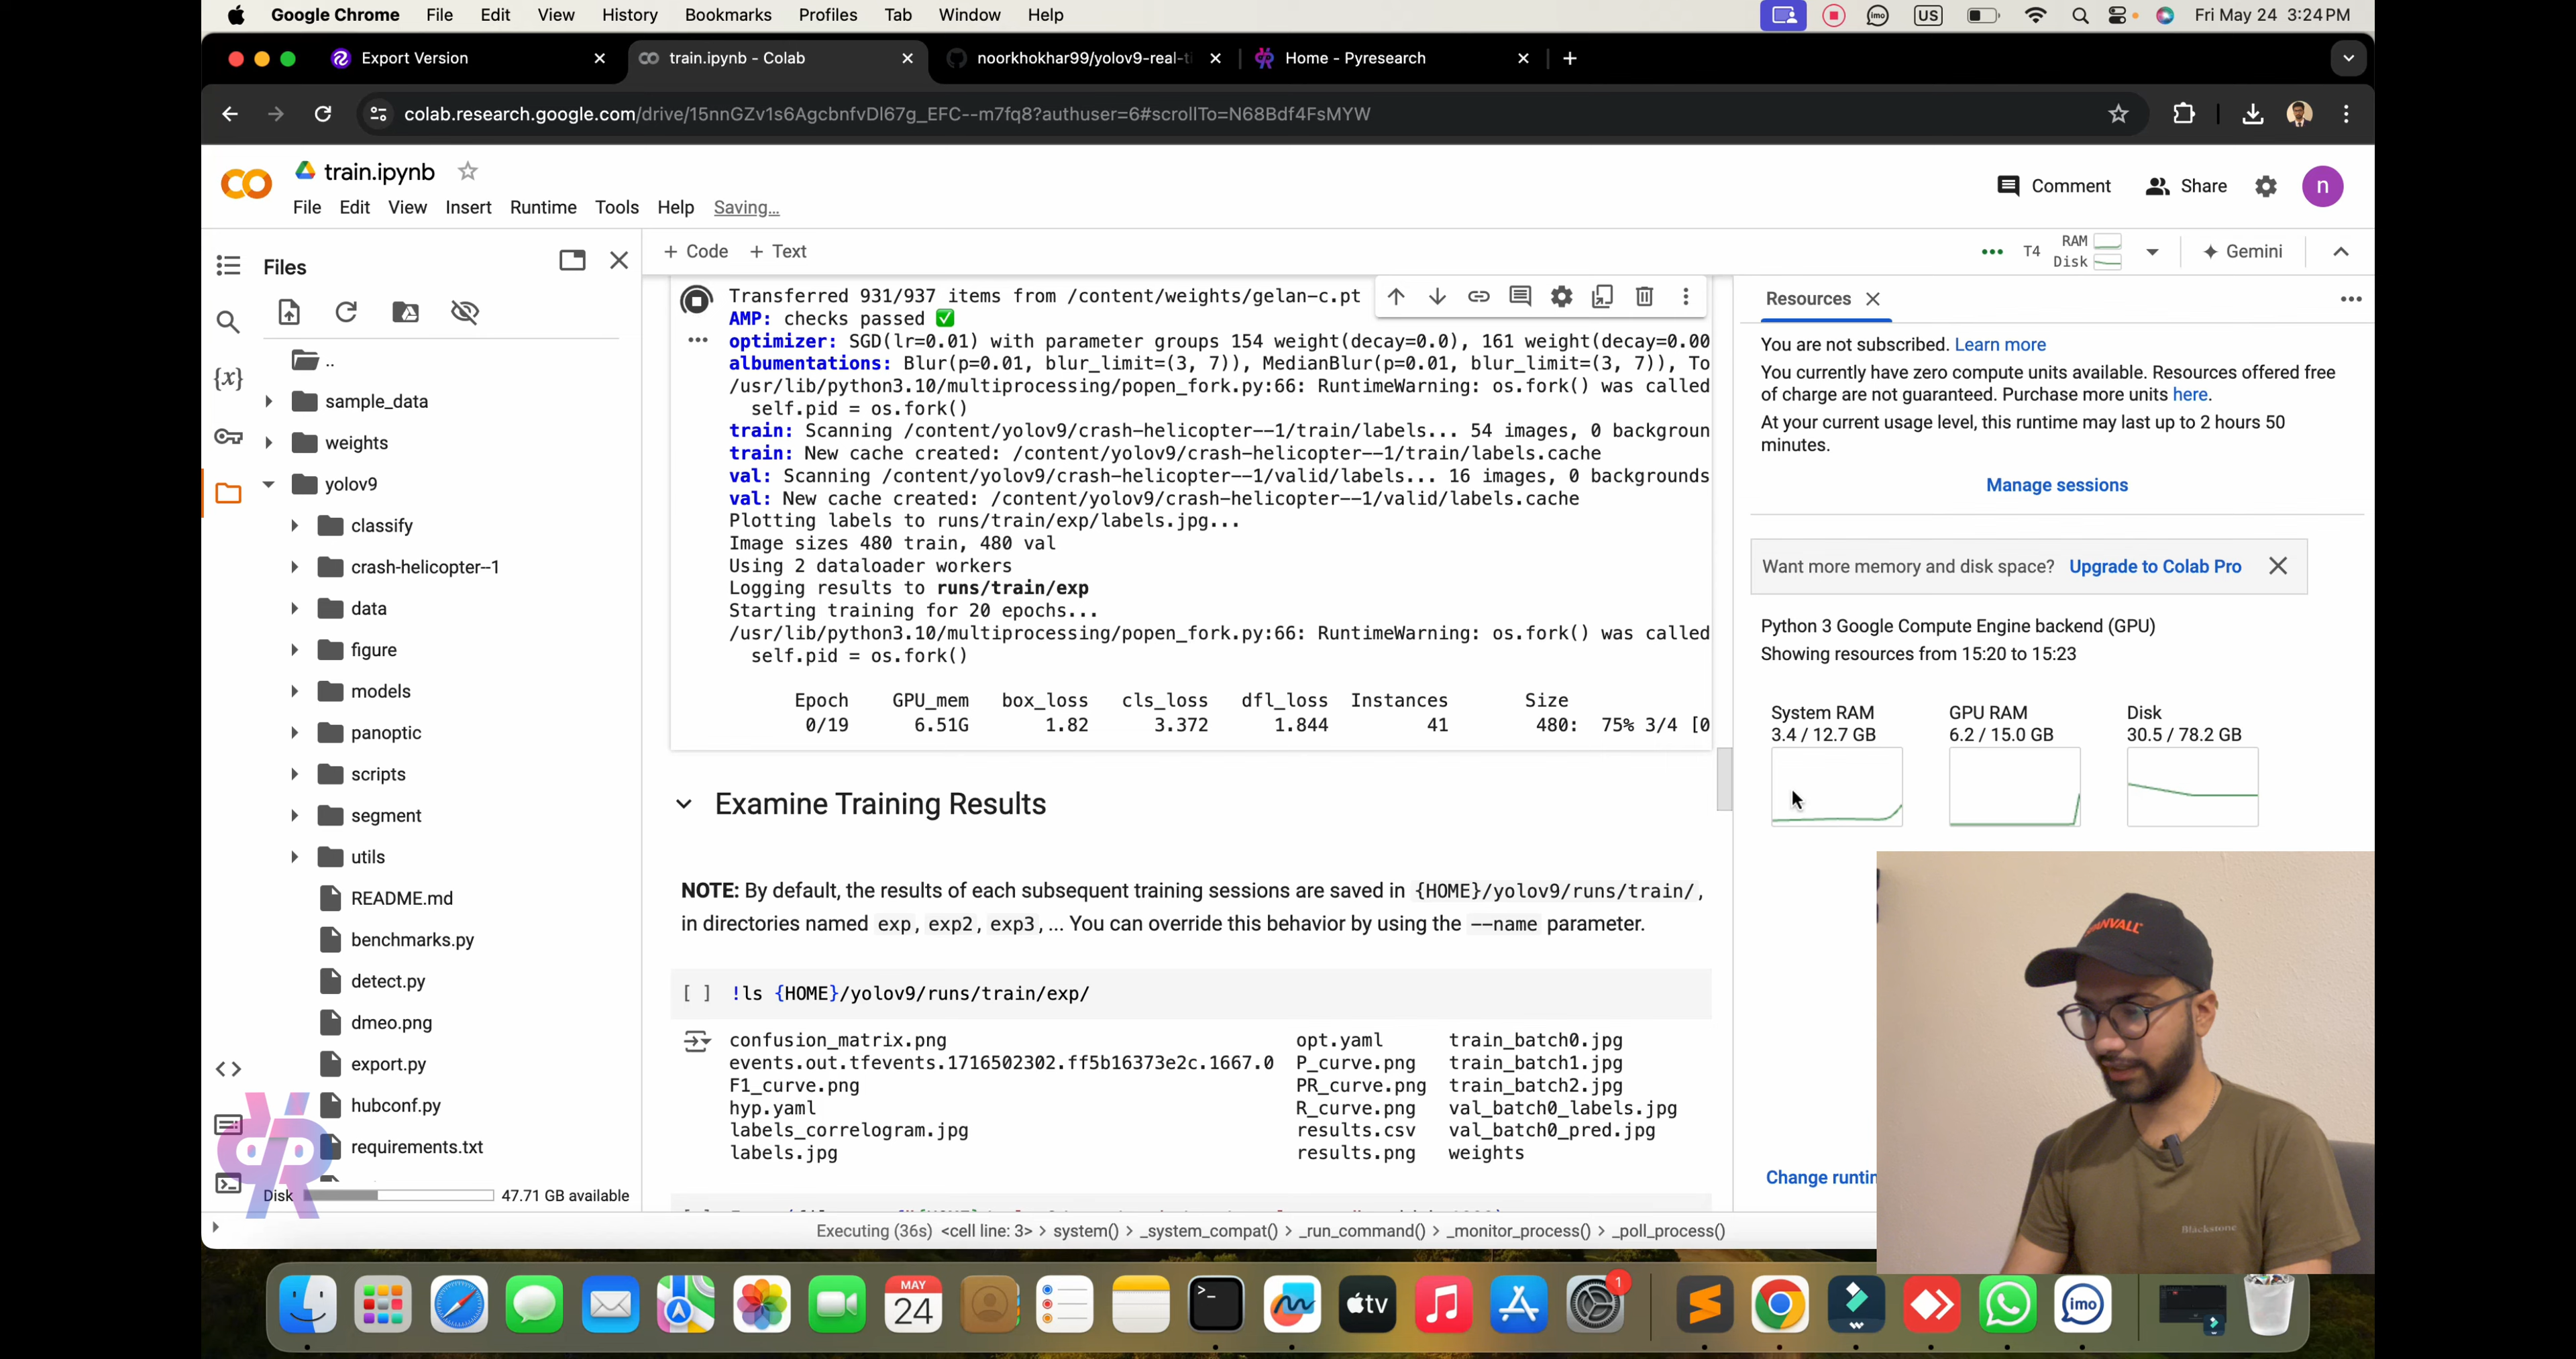 Google Chrome File Edit View History Bookmarks Profiles Tab Window Help imo US Fri May 24 3:24 PM
Export Version train.ipynb - Colab noorkhokhar99/yolov9-real-ti Home - Pyresearch
colab.research.google.com/drive/15nnGZv1s6AgcbnfvDl67g_EFC--m7fq8?authuser=6#scrollTo=N68Bdf4FsMYW
train.ipynb
Comment Share n
File Edit View Insert Runtime Tools Help Saving...
Files
+ Code + Text
T4 RAM Disk Gemini
..
sample_data
weights
yolov9
classify
crash-helicopter--1
data
figure
models
panoptic
scripts
segment
utils
README.md
benchmarks.py
detect.py
dmeo.png
export.py
hubconf.py
requirements.txt
Disk 47.71 GB available
Transferred 931/937 items from /content/weights/gelan-c.pt
AMP: checks passed ✅
optimizer: SGD(lr=0.01) with parameter groups 154 weight(decay=0.0), 161 weight(decay=0.00
albumentations: Blur(p=0.01, blur_limit=(3, 7)), MedianBlur(p=0.01, blur_limit=(3, 7)), To
/usr/lib/python3.10/multiprocessing/popen_fork.py:66: RuntimeWarning: os.fork() was called
self.pid = os.fork()
train: Scanning /content/yolov9/crash-helicopter--1/train/labels... 54 images, 0 backgroun
train: New cache created: /content/yolov9/crash-helicopter--1/train/labels.cache
val: Scanning /content/yolov9/crash-helicopter--1/valid/labels... 16 images, 0 backgrounds
val: New cache created: /content/yolov9/crash-helicopter--1/valid/labels.cache
Plotting labels to runs/train/exp/labels.jpg...
Image sizes 480 train, 480 val
Using 2 dataloader workers
Logging results to runs/train/exp
Starting training for 20 epochs...
/usr/lib/python3.10/multiprocessing/popen_fork.py:66: RuntimeWarning: os.fork() was called
self.pid = os.fork()
Epoch GPU_mem box_loss cls_loss dfl_loss Instances Size
0/19 6.51G 1.82 3.372 1.844 41 480: 75% 3/4 [0
Examine Training Results
NOTE: By default, the results of each subsequent training sessions are saved in {HOME}/yolov9/runs/train/,
in directories named exp, exp2, exp3, ... You can override this behavior by using the --name parameter.
[ ] !ls {HOME}/yolov9/runs/train/exp/
confusion_matrix.png opt.yaml train_batch0.jpg
events.out.tfevents.1716502302.ff5b16373e2c.1667.0 P_curve.png train_batch1.jpg
F1_curve.png PR_curve.png train_batch2.jpg
hyp.yaml R_curve.png val_batch0_labels.jpg
labels_correlogram.jpg results.csv val_batch0_pred.jpg
labels.jpg results.png weights
Executing (36s) <cell line: 3> > system() > _system_compat() > _run_command() > _monitor_process() > _poll_process()
Resources
You are not subscribed. Learn more
You currently have zero compute units available. Resources offered free
of charge are not guaranteed. Purchase more units here.
At your current usage level, this runtime may last up to 2 hours 50
minutes.
Manage sessions
Want more memory and disk space? Upgrade to Colab Pro
Python 3 Google Compute Engine backend (GPU)
Showing resources from 15:20 to 15:23
System RAM GPU RAM Disk
3.4 / 12.7 GB 6.2 / 15.0 GB 30.5 / 78.2 GB
Change runtim
Blackstone
MAY
24
tv
1
imo